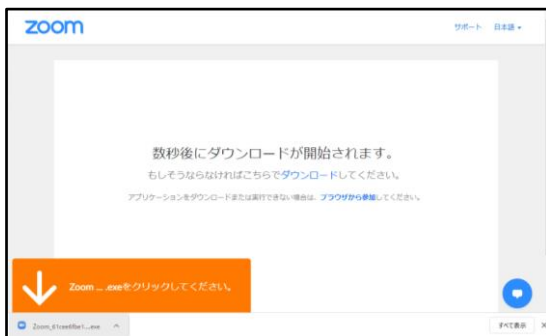 zoom
サポート 日本語
数秒後にダウンロードが開始されます。
もしそうならなければこちらでダウンロードしてください。
アプリケーションをダウンロードまたは実行できない場合は、ブラウザから参加してください。
Zoom ... .exeをクリックしてください。
すべて表示